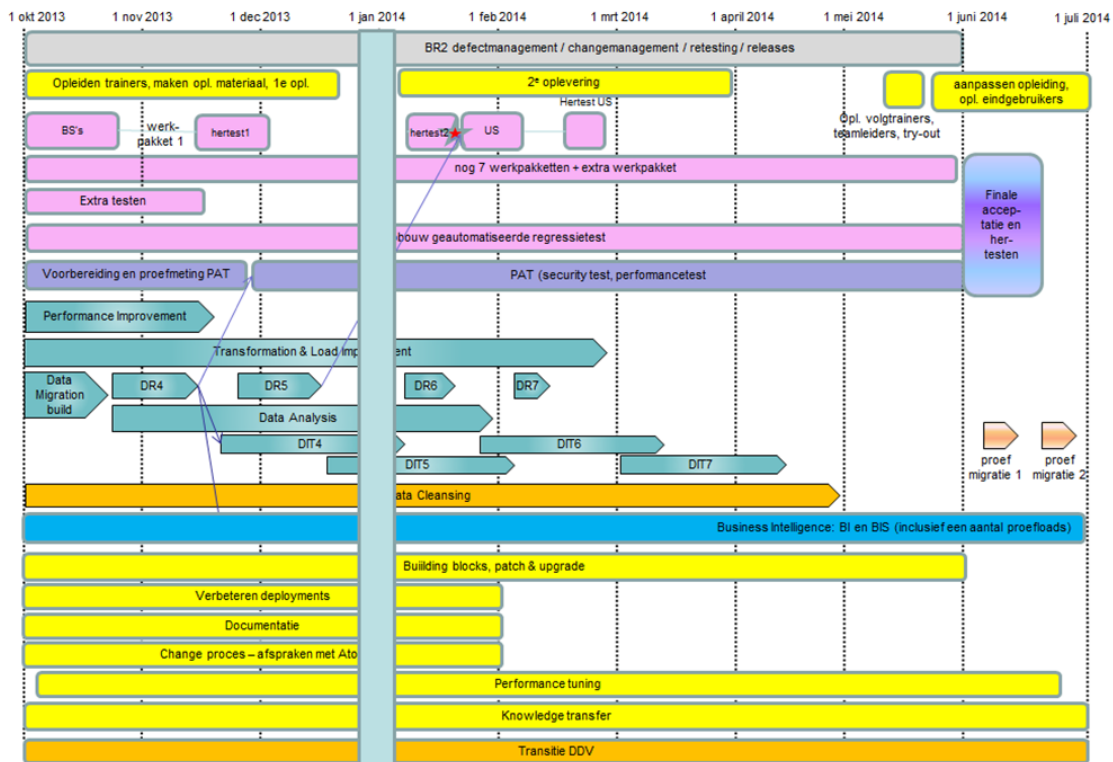 1 okt 2013 1 nov 2013 1 dec 2013 1 jan 2014 1 feb 2014 1 mrt 2014 1 april 2014 1 mei 2014 1 juni 2014 1 juli 2014
BR2 defectmanagement / changemanagement / retesting / releases
Opleiden trainers, maken opl. materiaal, 1e opl.
2e oplevering
aanpassen opleiding,
opl. eindgebruikers
Hertest US
BS's
werk-
pakket 1
hertest1
hertest2
US
Opl. volgtrainers,
teamleiders, try-out
nog 7 werkpakketten + extra werkpakket
Extra testen
Finale
accep-
tatie en
her-
testen
bouw geautomatiseerde regressietest
Voorbereiding en proefmeting PAT
PAT (security test, performancetest
Performance Improvement
Transformation & Load Imp ement
Data
Migration
build
DR4
DR5
DR6
DR7
Data Analysis
DIT4
DIT6
DIT5
DIT7
proef
migratie 1
proef
migratie 2
ata Cleansing
Business Intelligence: BI en BIS (inclusief een aantal proefloads)
Buiilding blocks, patch & upgrade
Verbeteren deployments
Documentatie
Change proces – afspraken met Ato
Performance tuning
Knowledge transfer
Transitie DDV